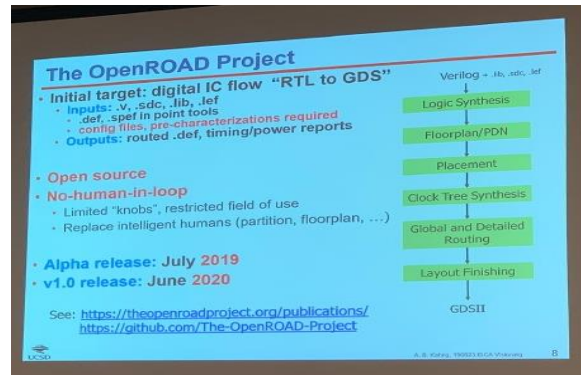 The OpenROAD Project
• Initial target: digital IC flow "RTL to GDS"
• Inputs: .v, .sdc, .lib, .lef
• .def, .spef in point tools
• config files, pre-characterizations required
• Outputs: routed .def, timing/power reports
• Open source
• No-human-in-loop
• Limited "knobs", restricted field of use
• Replace intelligent humans (partition, floorplan, …)
• Alpha release: July 2019
• v1.0 release: June 2020
See: https://theopenroadproject.org/publications/
https://github.com/The-OpenROAD-Project
Verilog + .lib, .sdc, .lef
Logic Synthesis
Floorplan/PDN
Placement
Clock Tree Synthesis
Global and Detailed
Routing
Layout Finishing
GDSII
UCSD
A. B. Kahng, 190623 ISCA Visioning
8